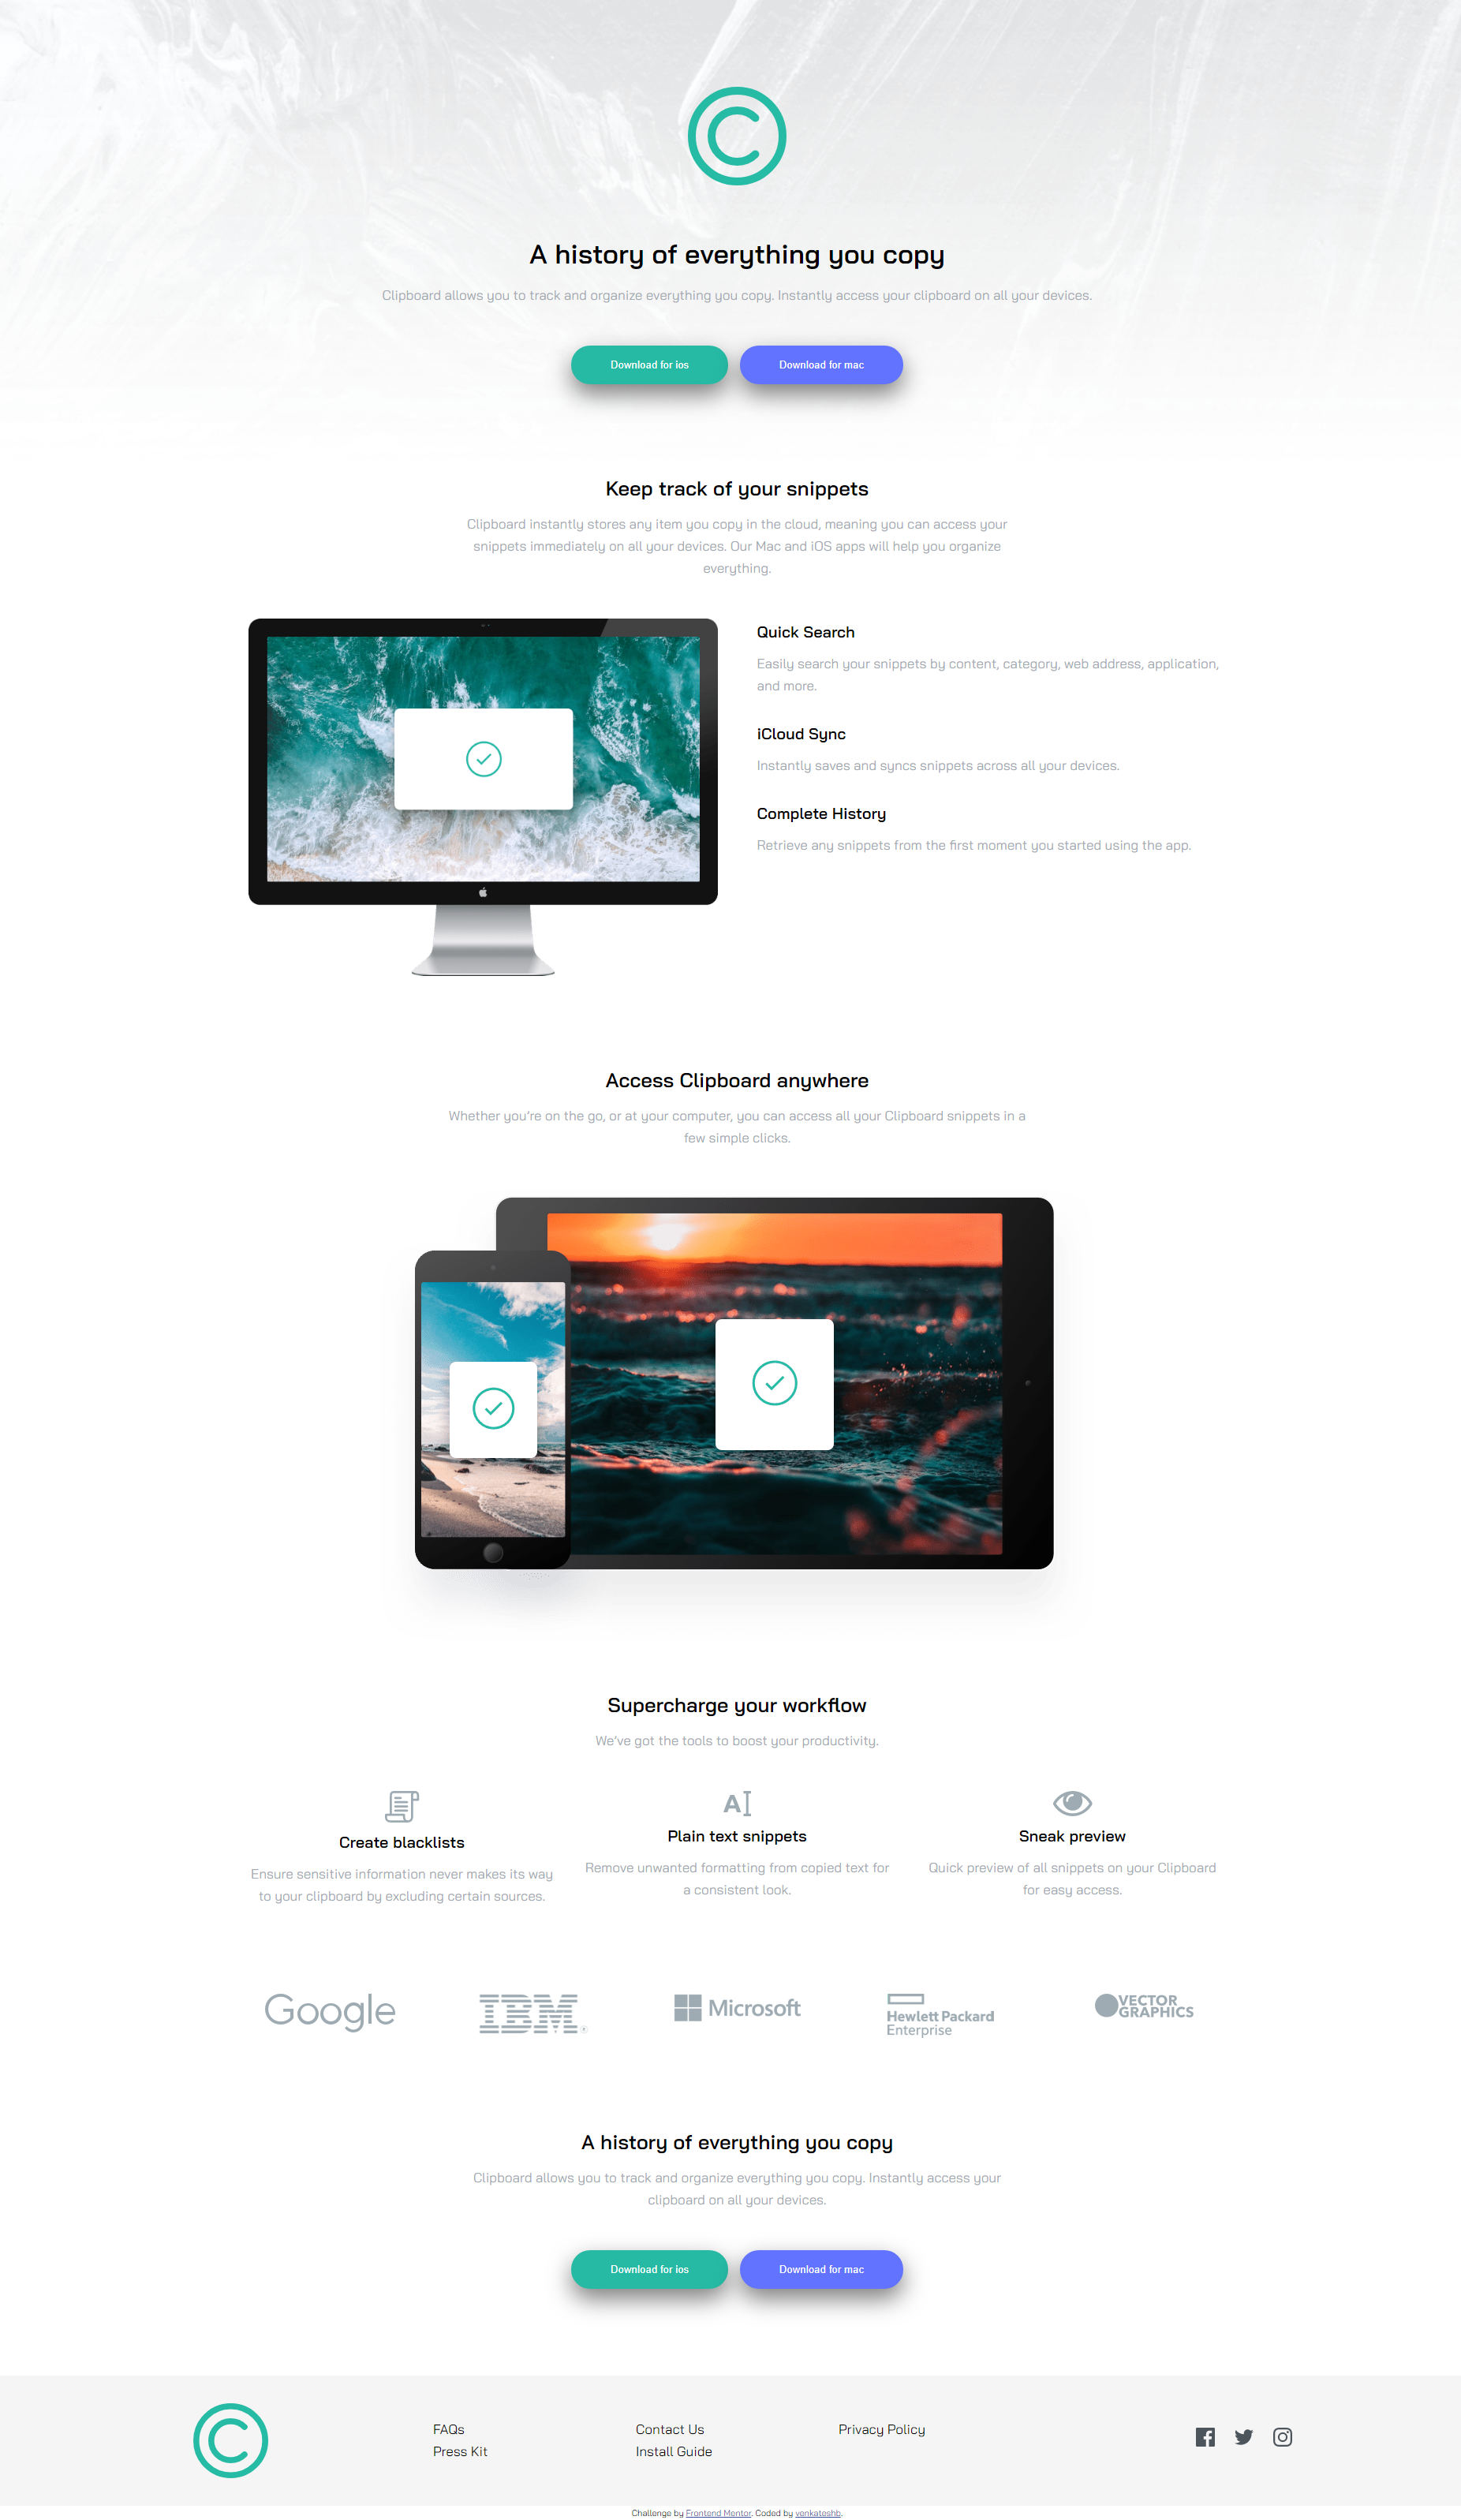 A history of everything you copy
Clipboard allows you to track and organize everything you copy. Instantly access your clipboard on all your devices.
Download for ios
Download for mac
Keep track of your snippets
Clipboard instantly stores any item you copy in the cloud, meaning you can access your
snippets immediately on all your devices. Our Mac and iOS apps will help you organize
everything.
Quick Search
Easily search your snippets by content, category, web address, application,
and more.
iCloud Sync
Instantly saves and syncs snippets across all your devices.
Complete History
Retrieve any snippets from the first moment you started using the app.
Access Clipboard anywhere
Whether you’re on the go, or at your computer, you can access all your Clipboard snippets in a
few simple clicks.
Supercharge your workflow
We’ve got the tools to boost your productivity.
Create blacklists
Ensure sensitive information never makes its way
to your clipboard by excluding certain sources.
A
Plain text snippets
Remove unwanted formatting from copied text for
a consistent look.
Sneak preview
Quick preview of all snippets on your Clipboard
for easy access.
Google
IBM®
Microsoft
Hewlett Packard
Enterprise
VECTOR
GRAPHICS
A history of everything you copy
Clipboard allows you to track and organize everything you copy. Instantly access your
clipboard on all your devices.
Download for ios
Download for mac
FAQs
Press Kit
Contact Us
Install Guide
Privacy Policy
Challenge by Frontend Mentor. Coded by venkateshb.